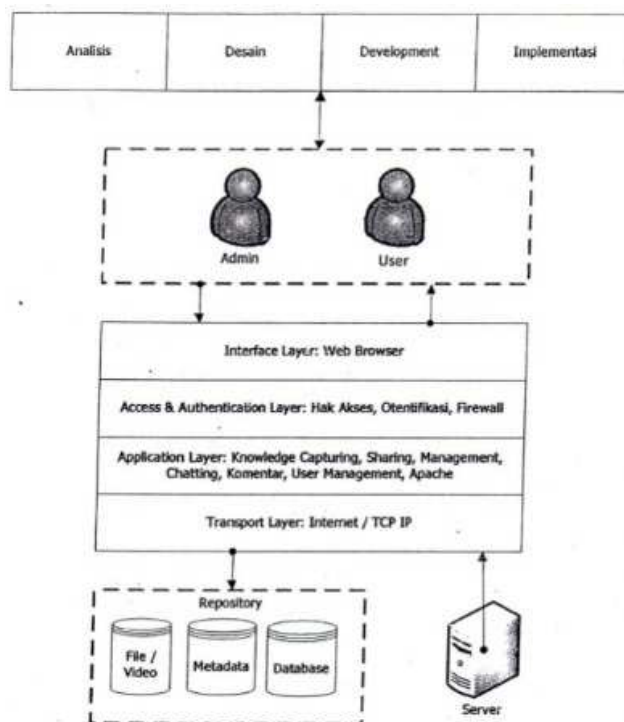 Analisis
Desain
Development
Implementasi
Admin
User
Interface Layer: Web Browser
Access & Authentication Layer: Hak Akses, Otentifikasi, Firewall
Application Layer: Knowledge Capturing, Sharing, Management,
Chatting, Komentar, User Management, Apache
Transport Layer: Internet / TCP IP
Repository
File /
Video
Metadata
Database
Server